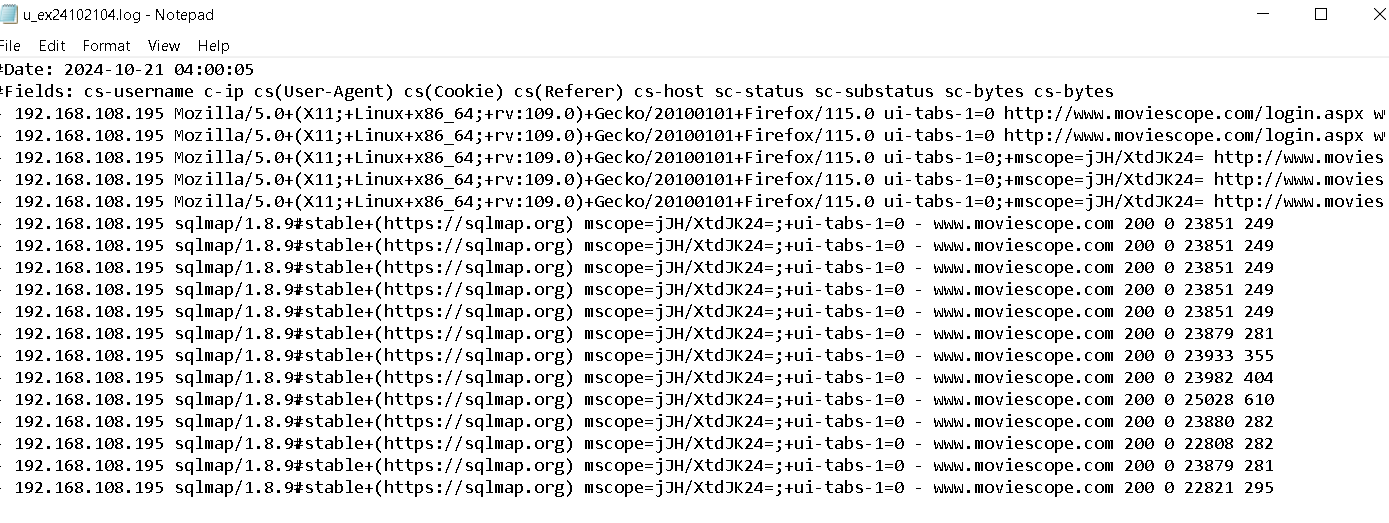 u_ex24102104.log - Notepad
File Edit Format View Help
#Date: 2024-10-21 04:00:05
#Fields: cs-username c-ip cs(User-Agent) cs(Cookie) cs(Referer) cs-host sc-status sc-substatus sc-bytes cs-bytes
- 192.168.108.195 Mozilla/5.0+(X11;+Linux+x86_64;+rv:109.0)+Gecko/20100101+Firefox/115.0 ui-tabs-1=0 http://www.moviescope.com/login.aspx w
- 192.168.108.195 Mozilla/5.0+(X11;+Linux+x86_64;+rv:109.0)+Gecko/20100101+Firefox/115.0 ui-tabs-1=0 http://www.moviescope.com/login.aspx w
- 192.168.108.195 Mozilla/5.0+(X11;+Linux+x86_64;+rv:109.0)+Gecko/20100101+Firefox/115.0 ui-tabs-1=0;+mscope=jJH/XtdJK24= http://www.movies
- 192.168.108.195 Mozilla/5.0+(X11;+Linux+x86_64;+rv:109.0)+Gecko/20100101+Firefox/115.0 ui-tabs-1=0;+mscope=jJH/XtdJK24= http://www.movies
- 192.168.108.195 Mozilla/5.0+(X11;+Linux+x86_64;+rv:109.0)+Gecko/20100101+Firefox/115.0 ui-tabs-1=0;+mscope=jJH/XtdJK24= http://www.movies
- 192.168.108.195 sqlmap/1.8.9#stable+(https://sqlmap.org) mscope=jJH/XtdJK24=;+ui-tabs-1=0 - www.moviescope.com 200 0 23851 249
- 192.168.108.195 sqlmap/1.8.9#stable+(https://sqlmap.org) mscope=jJH/XtdJK24=;+ui-tabs-1=0 - www.moviescope.com 200 0 23851 249
- 192.168.108.195 sqlmap/1.8.9#stable+(https://sqlmap.org) mscope=jJH/XtdJK24=;+ui-tabs-1=0 - www.moviescope.com 200 0 23851 249
- 192.168.108.195 sqlmap/1.8.9#stable+(https://sqlmap.org) mscope=jJH/XtdJK24=;+ui-tabs-1=0 - www.moviescope.com 200 0 23851 249
- 192.168.108.195 sqlmap/1.8.9#stable+(https://sqlmap.org) mscope=jJH/XtdJK24=;+ui-tabs-1=0 - www.moviescope.com 200 0 23851 249
- 192.168.108.195 sqlmap/1.8.9#stable+(https://sqlmap.org) mscope=jJH/XtdJK24=;+ui-tabs-1=0 - www.moviescope.com 200 0 23879 281
- 192.168.108.195 sqlmap/1.8.9#stable+(https://sqlmap.org) mscope=jJH/XtdJK24=;+ui-tabs-1=0 - www.moviescope.com 200 0 23933 355
- 192.168.108.195 sqlmap/1.8.9#stable+(https://sqlmap.org) mscope=jJH/XtdJK24=;+ui-tabs-1=0 - www.moviescope.com 200 0 23982 404
- 192.168.108.195 sqlmap/1.8.9#stable+(https://sqlmap.org) mscope=jJH/XtdJK24=;+ui-tabs-1=0 - www.moviescope.com 200 0 25028 610
- 192.168.108.195 sqlmap/1.8.9#stable+(https://sqlmap.org) mscope=jJH/XtdJK24=;+ui-tabs-1=0 - www.moviescope.com 200 0 23880 282
- 192.168.108.195 sqlmap/1.8.9#stable+(https://sqlmap.org) mscope=jJH/XtdJK24=;+ui-tabs-1=0 - www.moviescope.com 200 0 22808 282
- 192.168.108.195 sqlmap/1.8.9#stable+(https://sqlmap.org) mscope=jJH/XtdJK24=;+ui-tabs-1=0 - www.moviescope.com 200 0 23879 281
- 192.168.108.195 sqlmap/1.8.9#stable+(https://sqlmap.org) mscope=jJH/XtdJK24=;+ui-tabs-1=0 - www.moviescope.com 200 0 22821 295